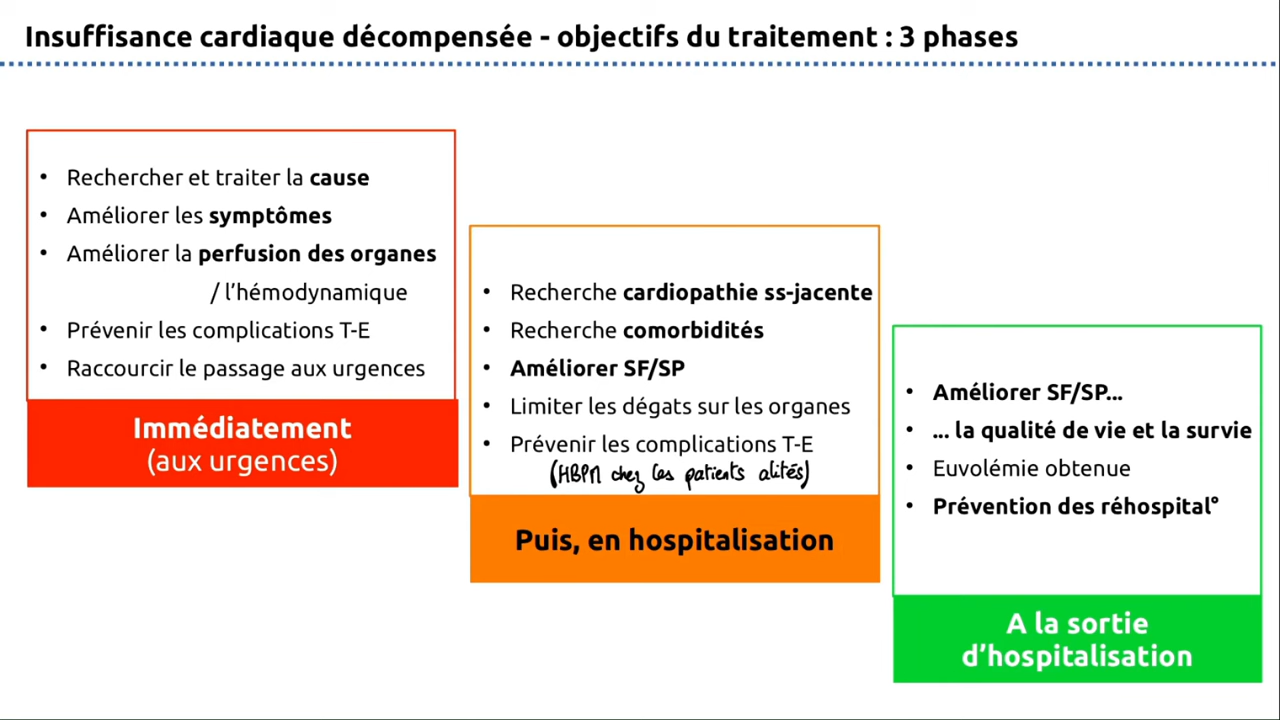 Insuffisance cardiaque décompensée - objectifs du traitement : 3 phases
• Rechercher et traiter la cause
• Améliorer les symptômes
• Améliorer la perfusion des organes
/ l’hémodynamique
• Prévenir les complications T-E
• Raccourcir le passage aux urgences
Immédiatement
(aux urgences)
• Recherche cardiopathie ss-jacente
• Recherche comorbidités
• Améliorer SF/SP
• Limiter les dégats sur les organes
• Prévenir les complications T-E
(HBPM chez les patients alités)
Puis, en hospitalisation
• Améliorer SF/SP...
• ... la qualité de vie et la survie
• Euvolémie obtenue
• Prévention des réhospital°
A la sortie
d’hospitalisation